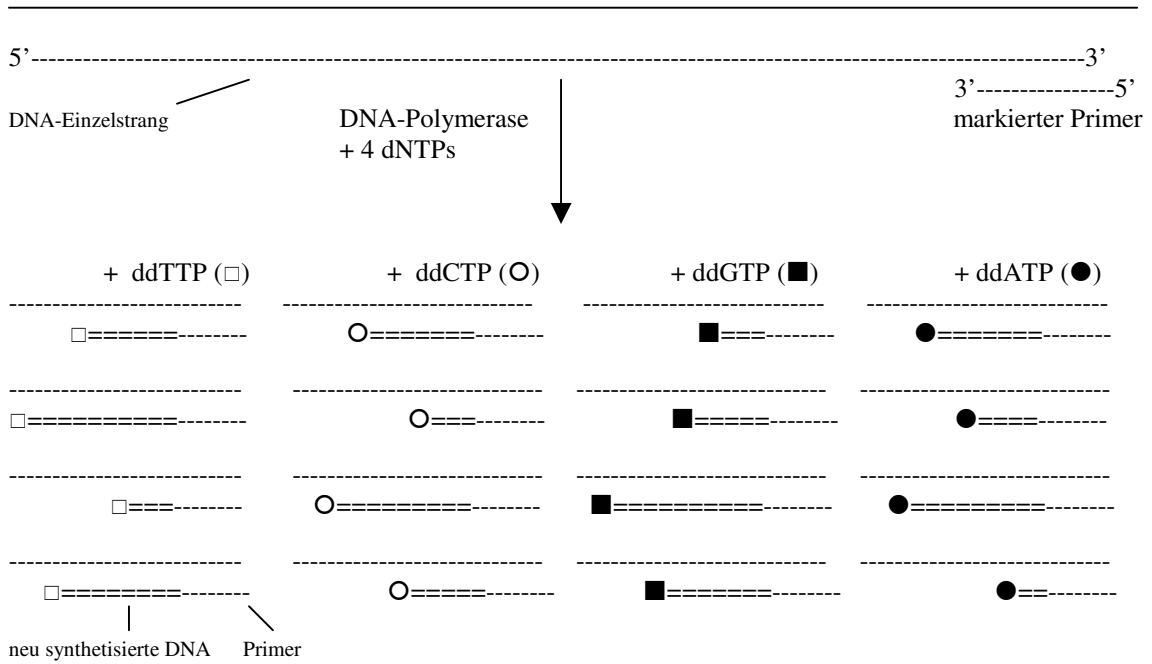 5’------------------------------------------------------------------------------------------------------------------------3’
3’----------------5’
DNA-Einzelstrang
DNA-Polymerase
markierter Primer
+ 4 dNTPs
+ ddTTP (□) + ddCTP (○) + ddGTP (■) + ddATP (●)
neu synthetisierte DNA Primer